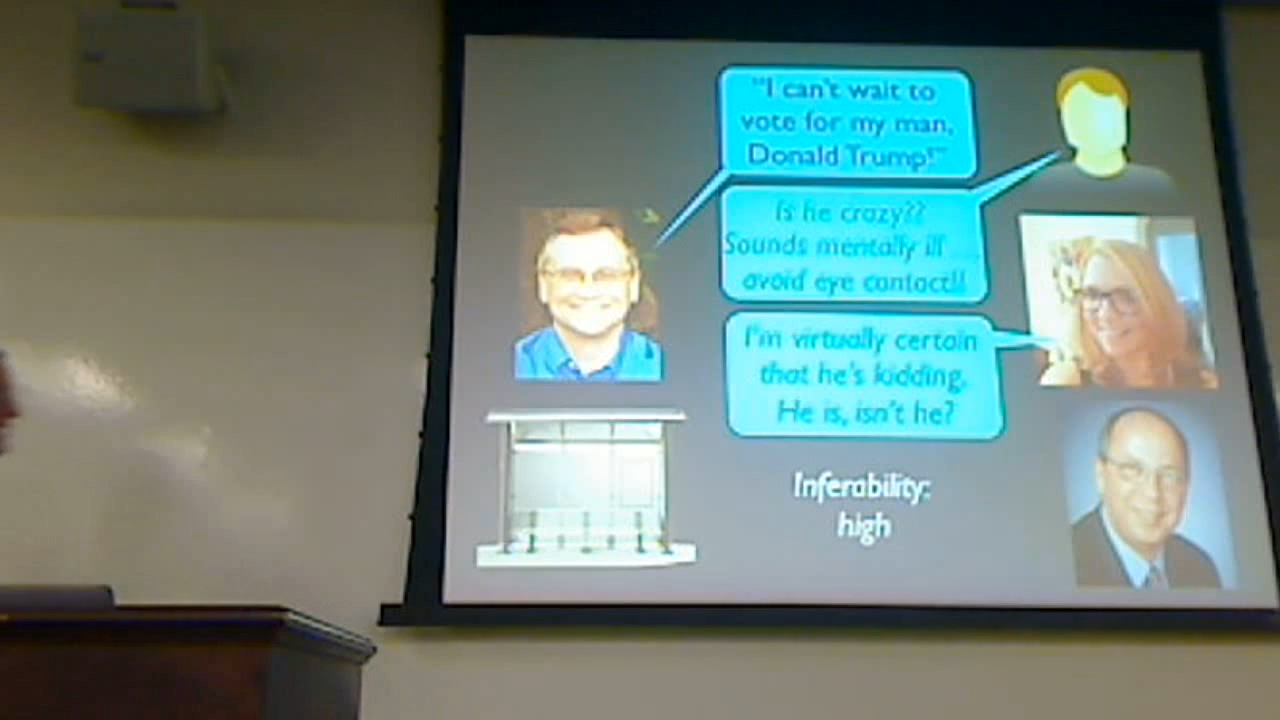 "I can't wait to
vote for my man,
Donald Trump!"
Is he crazy??
Sounds mentally ill ...
avoid eye contact!!
I'm virtually certain
that he's kidding.
He is, isn't he?
Inferability:
high